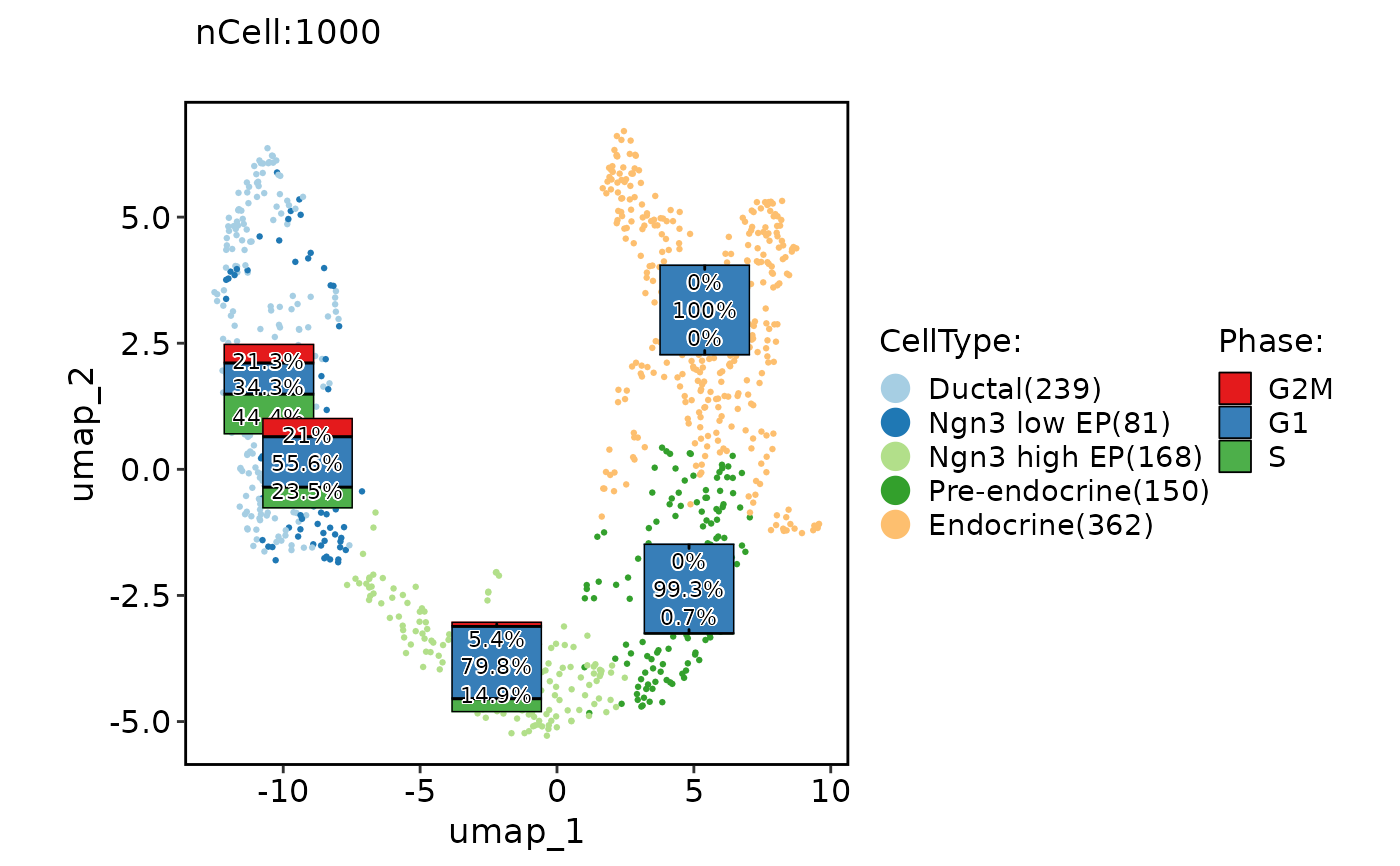 nCell:1000
5.0
2.5
0.0
-2.5
-5.0
umap_2
21.3%
34.3%
44.4%
21%
55.6%
23.5%
5.4%
79.8%
14.9%
0%
100%
0%
0%
99.3%
0.7%
-10
-5
0
5
10
umap_1
CellType:
Ductal(239)
Ngn3 low EP(81)
Ngn3 high EP(168)
Pre-endocrine(150)
Endocrine(362)
Phase:
G2M
G1
S